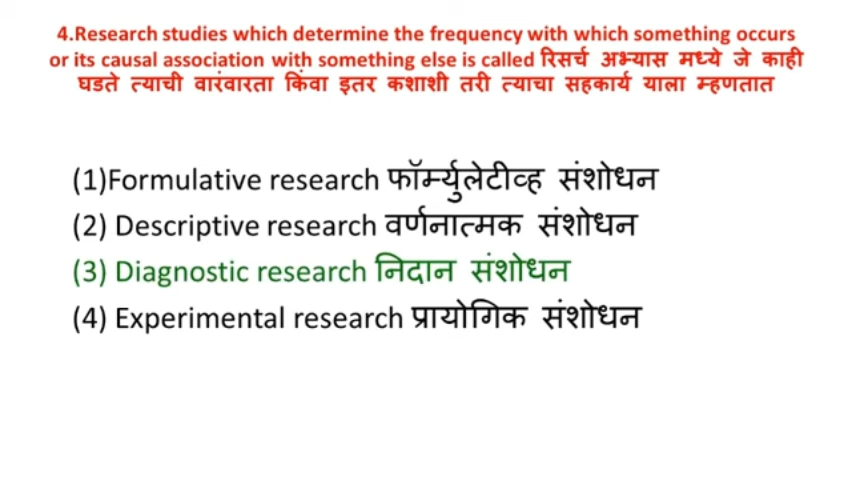 4.Research studies which determine the frequency with which something occurs
or its causal association with something else is called रिसर्च अभ्यास मध्ये जे काही
घडते त्याची वारंवारता किंवा इतर कशाशी तरी त्याचा सहकार्य याला म्हणतात
(1)Formulative research फॉर्म्युलेटीव्ह संशोधन
(2) Descriptive research वर्णनात्मक संशोधन
(3) Diagnostic research निदान संशोधन
(4) Experimental research प्रायोगिक संशोधन